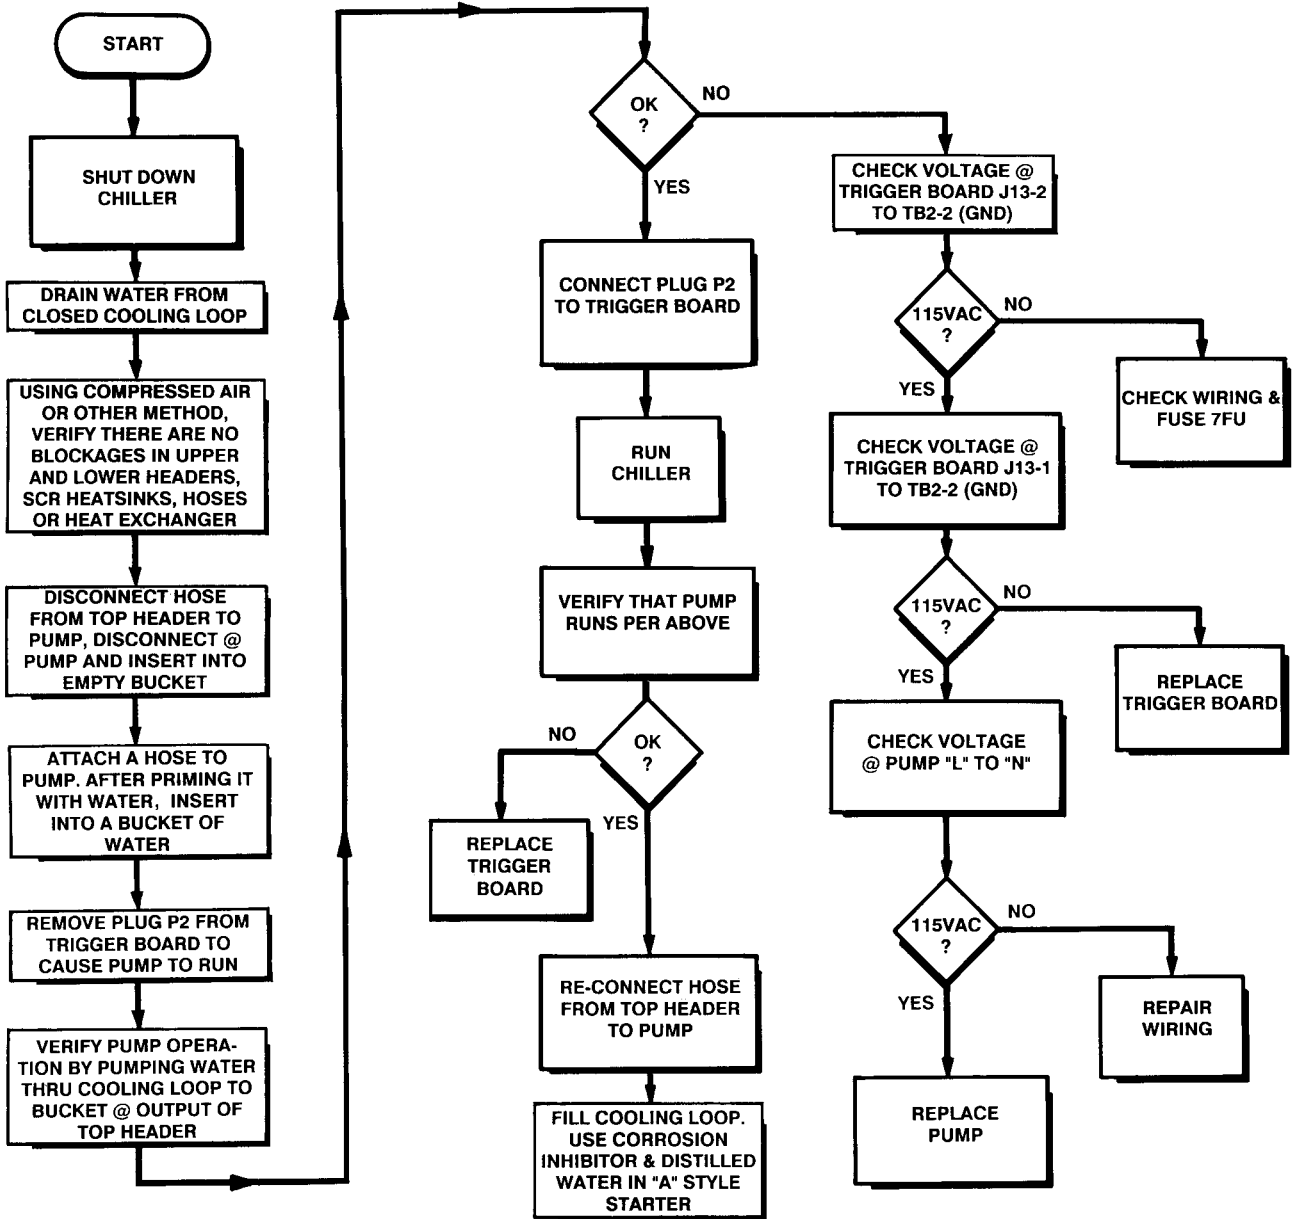 START
SHUT DOWN
CHILLER
DRAIN WATER FROM
CLOSED COOLING LOOP
USING COMPRESSED AIR
OR OTHER METHOD,
VERIFY THERE ARE NO
BLOCKAGES IN UPPER
AND LOWER HEADERS,
SCR HEATSINKS, HOSES
OR HEAT EXCHANGER
DISCONNECT HOSE
FROM TOP HEADER TO
PUMP, DISCONNECT @
PUMP AND INSERT INTO
EMPTY BUCKET
ATTACH A HOSE TO
PUMP. AFTER PRIMING IT
WITH WATER, INSERT
INTO A BUCKET OF
WATER
REMOVE PLUG P2 FROM
TRIGGER BOARD TO
CAUSE PUMP TO RUN
VERIFY PUMP OPERA-
TION BY PUMPING WATER
THRU COOLING LOOP TO
BUCKET @ OUTPUT OF
TOP HEADER
OK
?
NO
YES
CONNECT PLUG P2
TO TRIGGER BOARD
RUN
CHILLER
VERIFY THAT PUMP
RUNS PER ABOVE
OK
?
NO
YES
REPLACE
TRIGGER
BOARD
RE-CONNECT HOSE
FROM TOP HEADER
TO PUMP
FILL COOLING LOOP.
USE CORROSION
INHIBITOR & DISTILLED
WATER IN "A" STYLE
STARTER
CHECK VOLTAGE @
TRIGGER BOARD J13-2
TO TB2-2 (GND)
115VAC
?
NO
YES
CHECK WIRING &
FUSE 7FU
CHECK VOLTAGE @
TRIGGER BOARD J13-1
TO TB2-2 (GND)
115VAC
?
NO
YES
REPLACE
TRIGGER BOARD
CHECK VOLTAGE
@ PUMP "L" TO "N"
115VAC
?
NO
YES
REPAIR
WIRING
REPLACE
PUMP